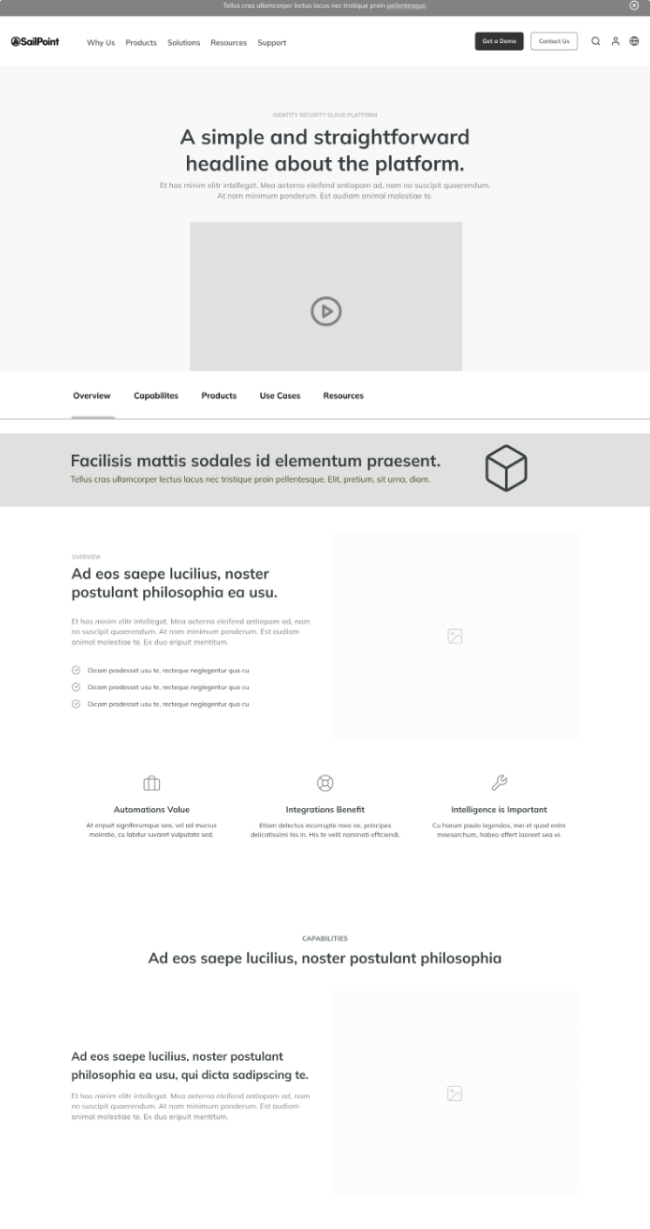 Tellus cras ullamcorper lectus lacus nec tristique proin pellentesque.
SailPoint
Why Us Products Solutions Resources Support
Get a Demo Contact Us
IDENTITY SECURITY CLOUD PLATFORM
A simple and straightforward
headline about the platform.
Et has minim elitr intellegat. Mea aeterno eleifend antiopam ad, nam no suscipit quaerendum.
At nam minimum ponderum. Est audiam animal molestiae te.
Overview Capabilites Products Use Cases Resources
Facilisis mattis sodales id elementum praesent.
Tellus cras ullamcorper lectus lacus nec tristique proin pellentesque. Elit, pretium, sit urna, diam.
OVERVIEW
Ad eos saepe lucilius, noster
postulant philosophia ea usu.
Et has minim elitr intellegat. Mea aeterno eleifend antiopam ad, nam
no suscipit quaerendum. At nam minimum ponderum. Est audiam
animal molestiae te. Ex duo eripuit mentitum.
Dicam prodesset usu te, recteque neglegentur quo cu
Dicam prodesset usu te, recteque neglegentur quo cu
Dicam prodesset usu te, recteque neglegentur quo cu
Automations Value
At eripuit signiferumque sea, vel ad mucius
molestie, cu labitur iuvaret vulputate sed.
Integrations Benefit
Etiam delectus incorrupte mea ne, principes
delicatissimi his in. His te velit nominati efficiendi.
Intelligence is Important
Cu harum paulo legendos, mei et quod enim
mnesarchum, habeo affert laoreet sea ei.
CAPABILITIES
Ad eos saepe lucilius, noster postulant philosophia
Ad eos saepe lucilius, noster postulant
philosophia ea usu, qui dicta sadipscing te.
Et has minim elitr intellegat. Mea aeterno eleifend antiopam ad, nam
no suscipit quaerendum. At nam minimum ponderum. Est audiam
animal molestiae te. Ex duo eripuit mentitum.